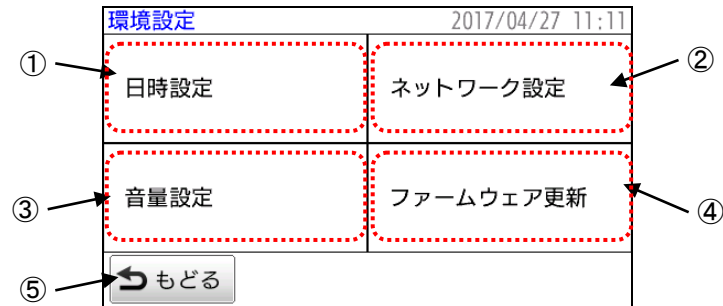 環境設定 2017/04/27 11:11
① 日時設定 ネットワーク設定 ②
③ 音量設定 ファームウェア更新 ④
⑤ もどる